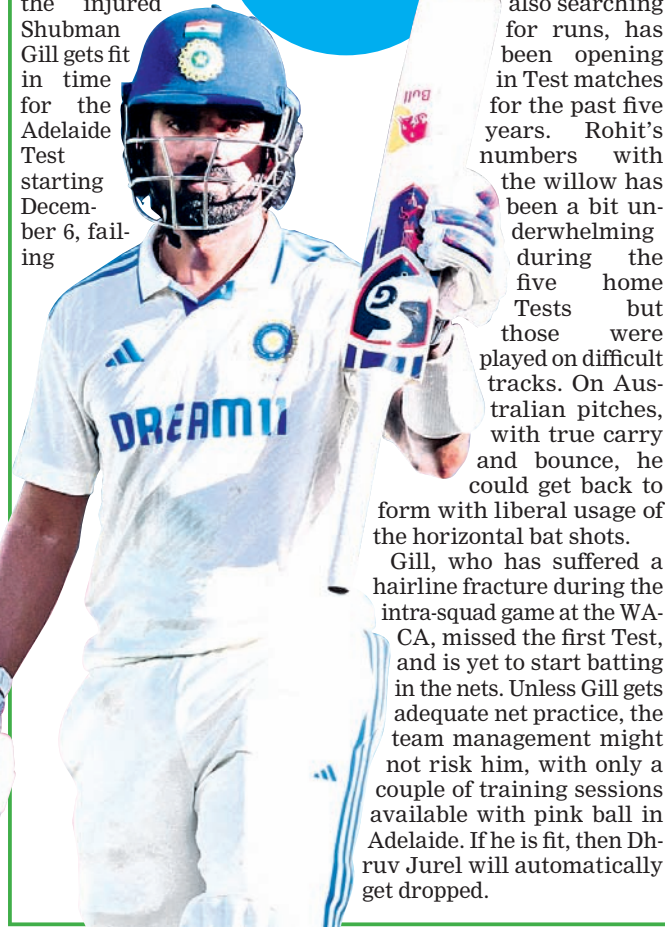 the injured
Shubman
Gill gets fit
in time
for the
Adelaide
Test
starting
Decem-
ber 6, fail-
ing
also searching
for runs, has
been opening
in Test matches
for the past five
years. Rohit's
numbers with
the willow has
been a bit un-
derwhelming
during the
five home
Tests but
those were
played on difficult
tracks. On Aus-
tralian pitches,
with true carry
and bounce, he
could get back to
form with liberal usage of
the horizontal bat shots.
Gill, who has suffered a
hairline fracture during the
intra-squad game at the WA-
CA, missed the first Test,
and is yet to start batting
in the nets. Unless Gill gets
adequate net practice, the
team management might
not risk him, with only a
couple of training sessions
available with pink ball in
Adelaide. If he is fit, then Dh-
ruv Jurel will automatically
get dropped.
DREAM11
Bull